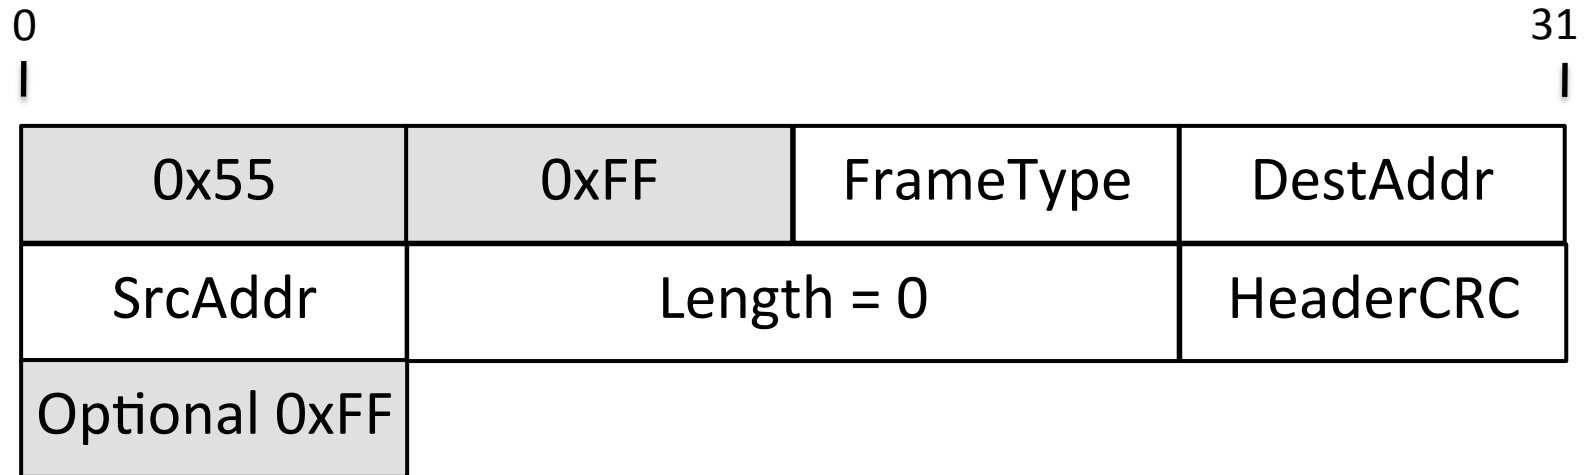 0 31
0x55 0xFF FrameType DestAddr
SrcAddr Length = 0 HeaderCRC
Optional 0xFF